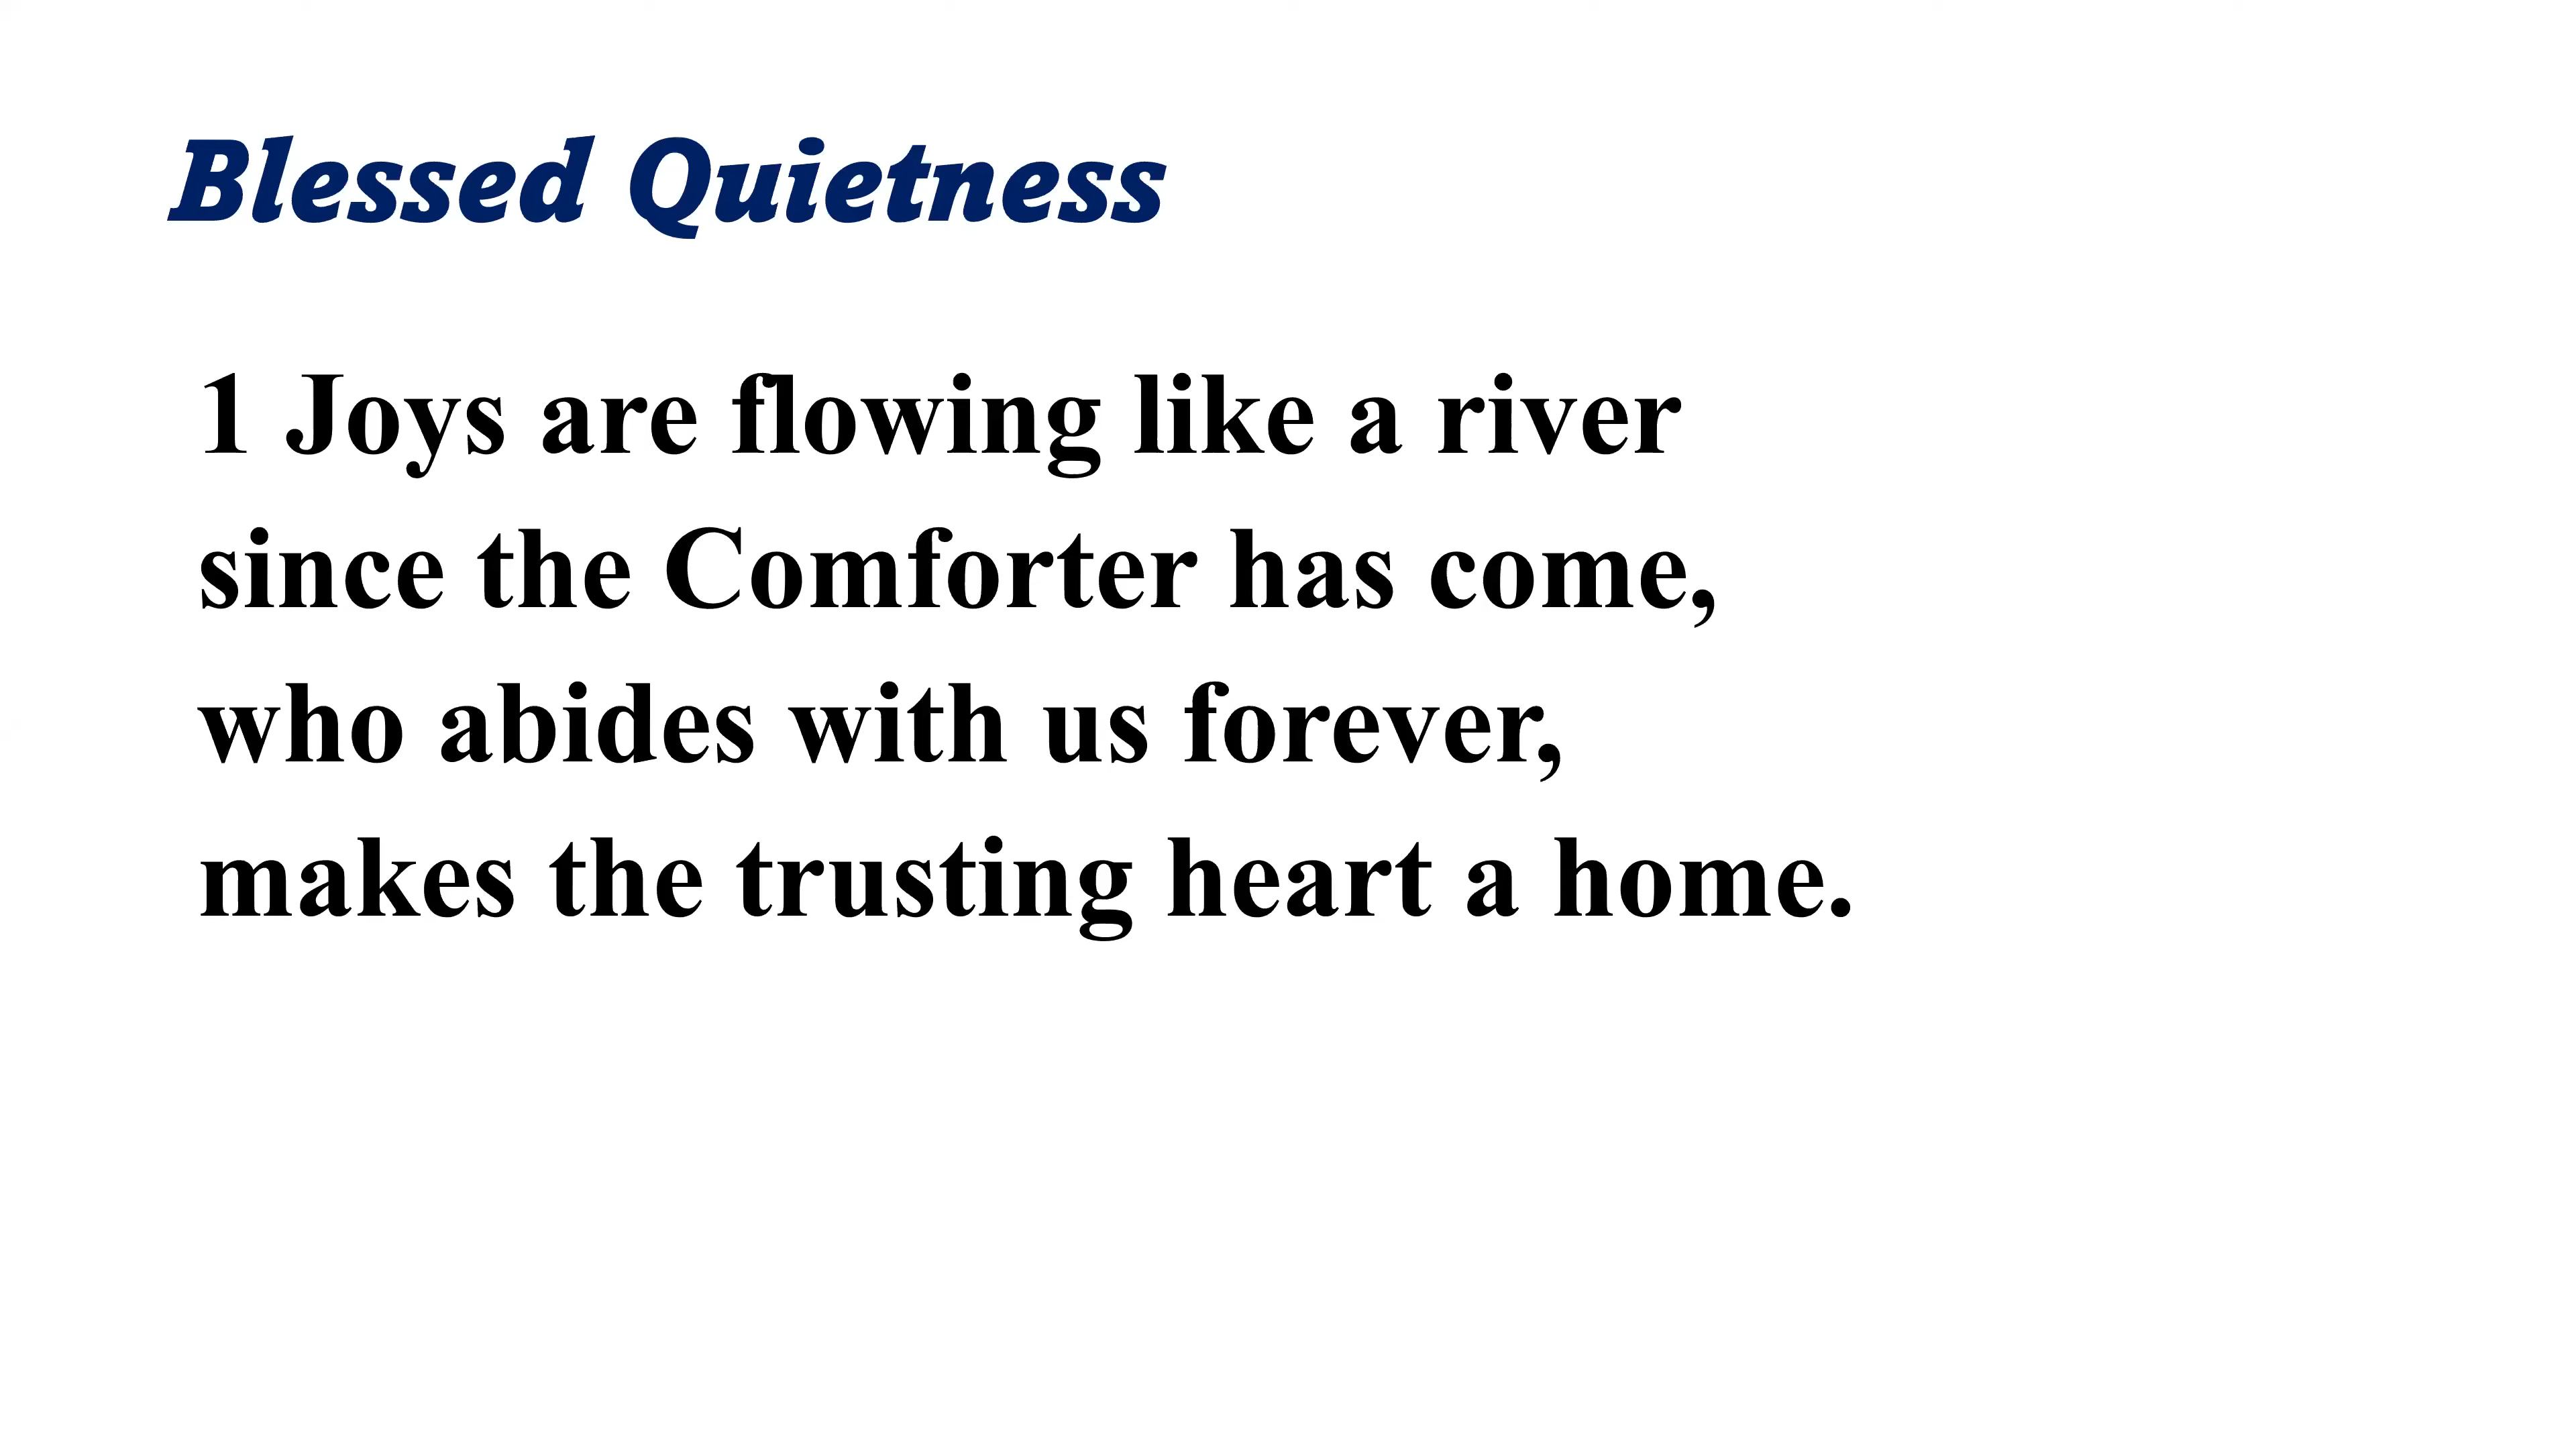 Blessed Quietness
1 Joys are flowing like a river
since the Comforter has come,
who abides with us forever,
makes the trusting heart a home.